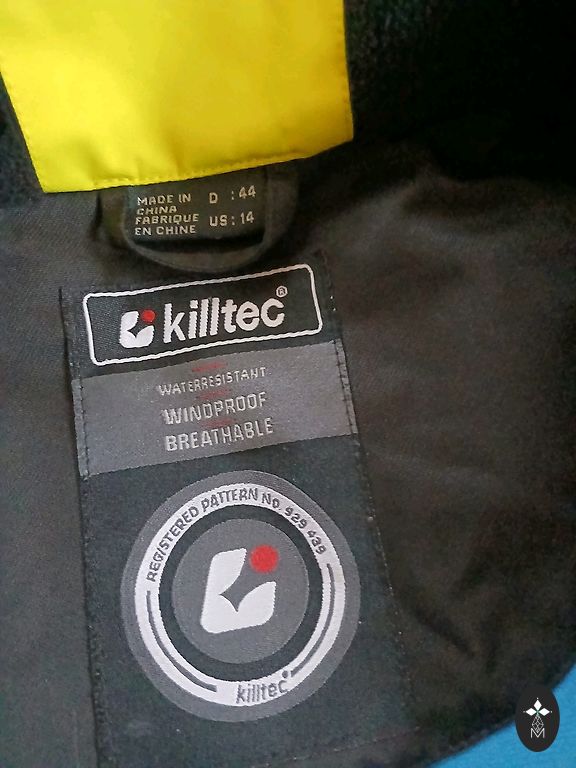 MADE IN
CHINA
FABRIQUE
EN CHINE
D : 44
US : 14
killtec®
WATERRESISTANT
WINDPROOF
BREATHABLE
REGISTERED PATTERN No. 929 439
killtec®
M